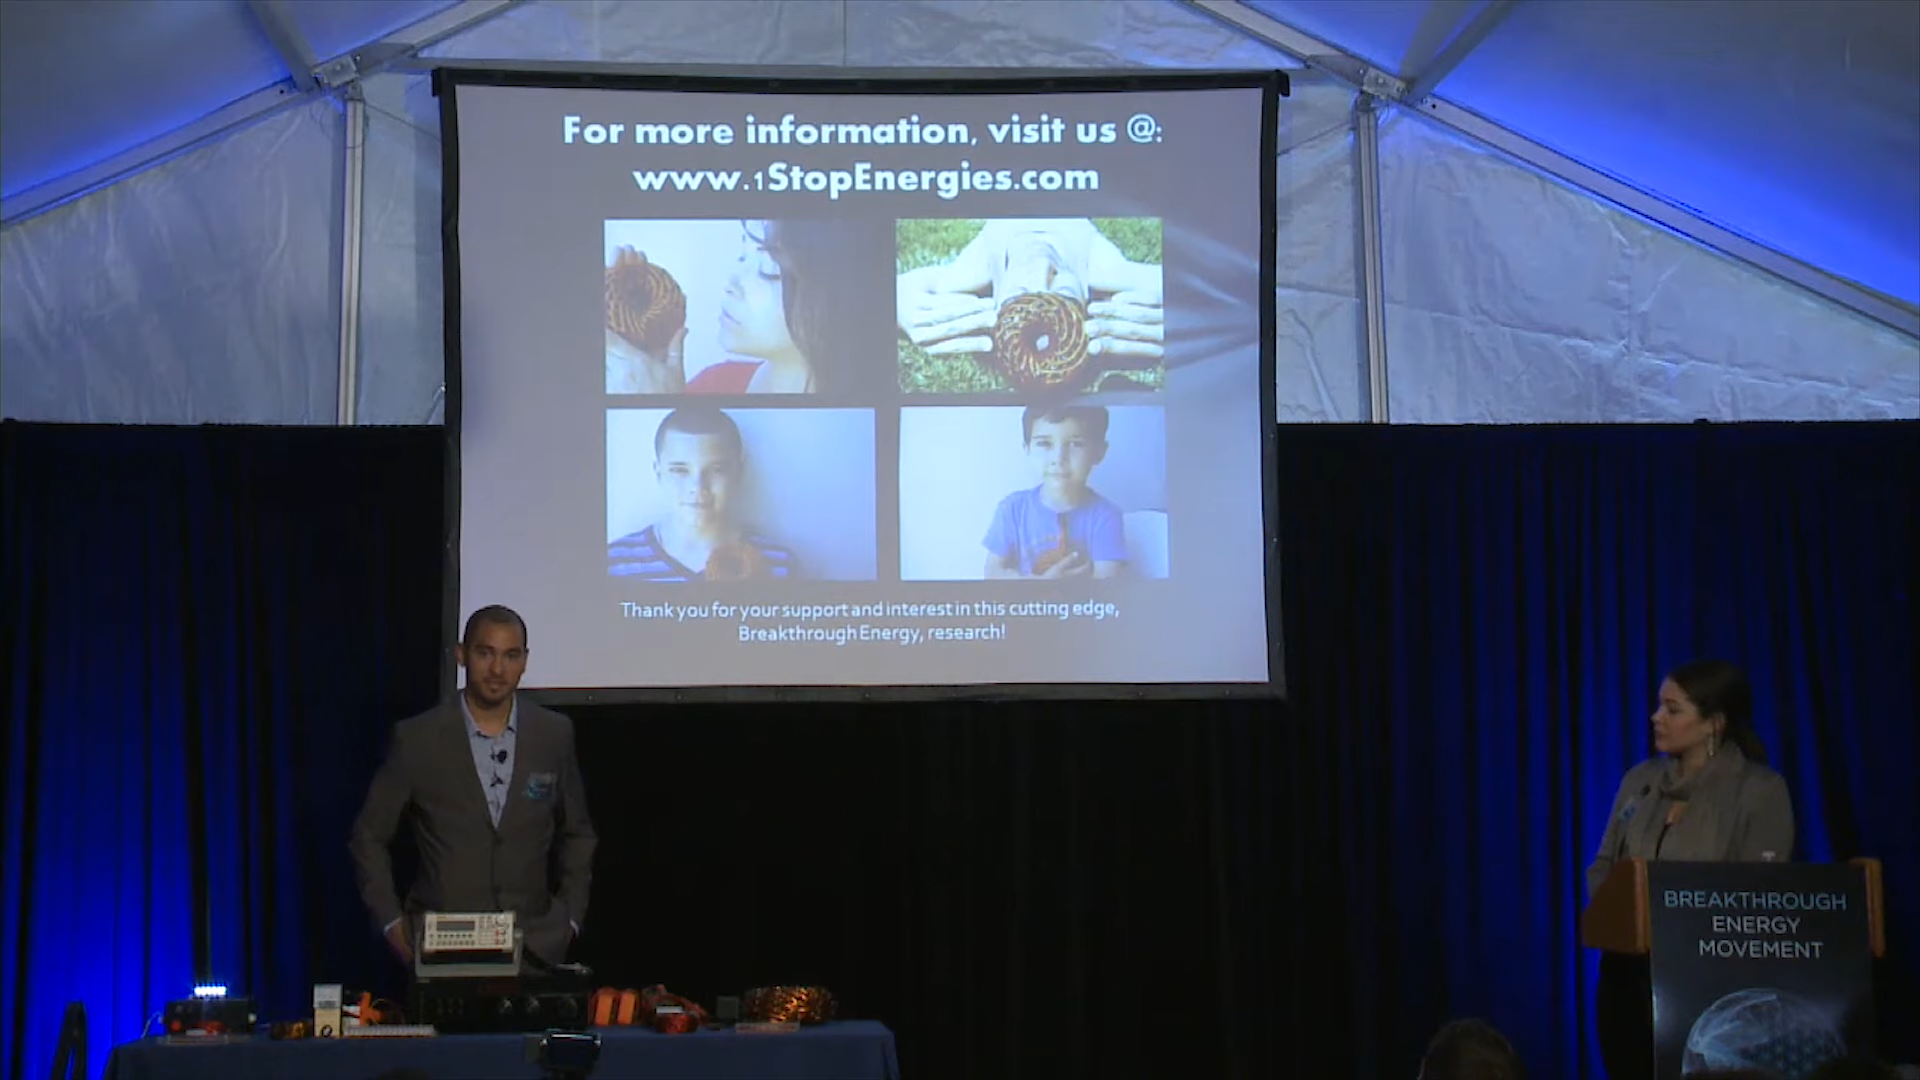 For more information, visit us @:
www.1StopEnergies.com
Thank you for your support and interest in this cutting edge,
Breakthrough Energy, research!
BREAKTHROUGH
ENERGY
MOVEMENT